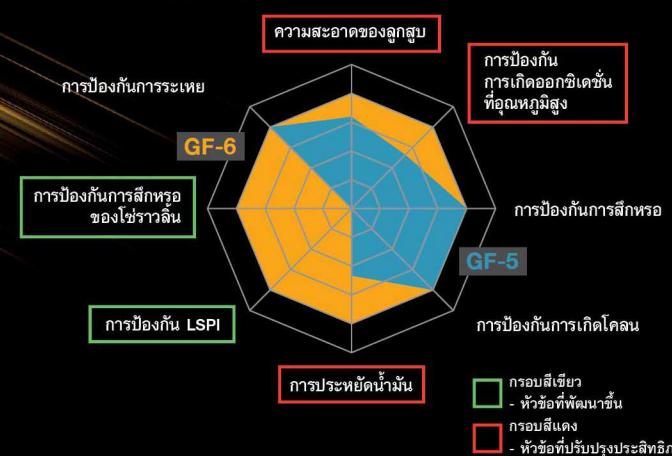 ความสะอาดของลูกสูบ
การป้องกัน
การเกิดออกซิเดชั่น
ที่อุณหภูมิสูง
การป้องกันการระเหย
GF-6
การป้องกันการสึกหรอ
ของโซ่ราวลิ้น
การป้องกันการสึกหรอ
GF-5
การป้องกัน LSPI
การป้องกันการเกิดโคลน
การประหยัดน้ำมัน
กรอบสีเขียว
- หัวข้อที่พัฒนาขึ้น
กรอบสีแดง
- หัวข้อที่ปรับปรุงประสิทธิภ